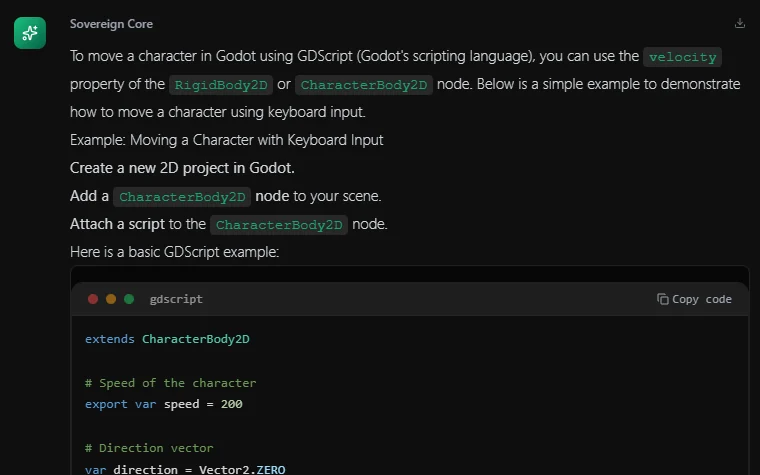 Sovereign Core
To move a character in Godot using GDScript (Godot's scripting language), you can use the velocity
property of the RigidBody2D or CharacterBody2D node. Below is a simple example to demonstrate
how to move a character using keyboard input.
Example: Moving a Character with Keyboard Input
Create a new 2D project in Godot.
Add a CharacterBody2D node to your scene.
Attach a script to the CharacterBody2D node.
Here is a basic GDScript example:
gdscript Copy code
extends CharacterBody2D
# Speed of the character
export var speed = 200
# Direction vector
var direction = Vector2.ZERO